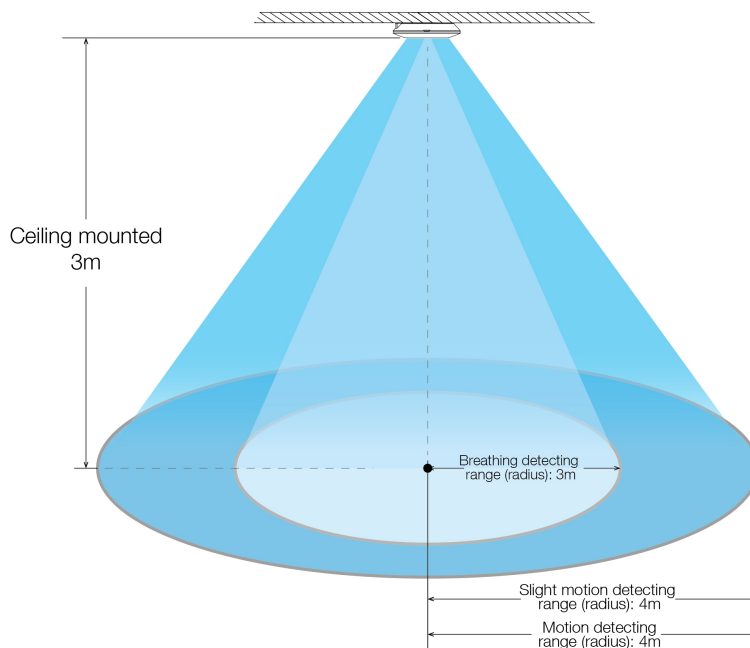 Ceiling mounted
3m
Breathing detecting
range (radius): 3m
Slight motion detecting
range (radius): 4m
Motion detecting
range (radius): 4m